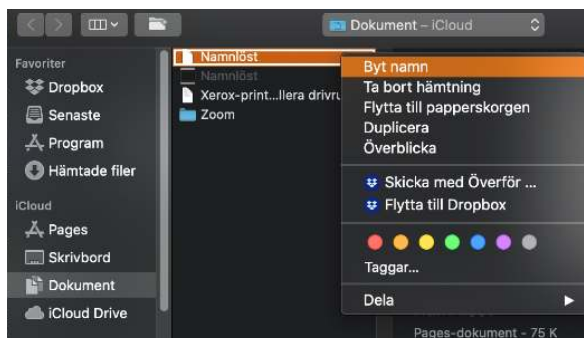 Dokument – iCloud
Favoriter
Dropbox
Senaste
Program
Hämtade filer
iCloud
Pages
Skrivbord
Dokument
iCloud Drive
Namnlöst
Namnlöst
Xerox-print...llera drivru
Zoom
Byt namn
Ta bort hämtning
Flytta till papperskorgen
Duplicera
Överblicka
Skicka med Överför ...
Flytta till Dropbox
Taggar...
Dela
Pages-dokument - 75 K